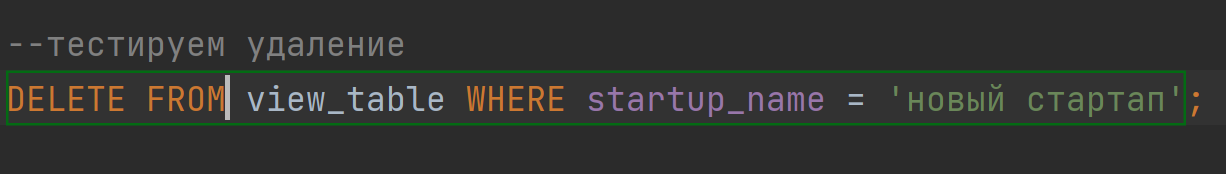 --тестируем удаление
DELETE FROM view_table WHERE startup_name = 'новый стартап';